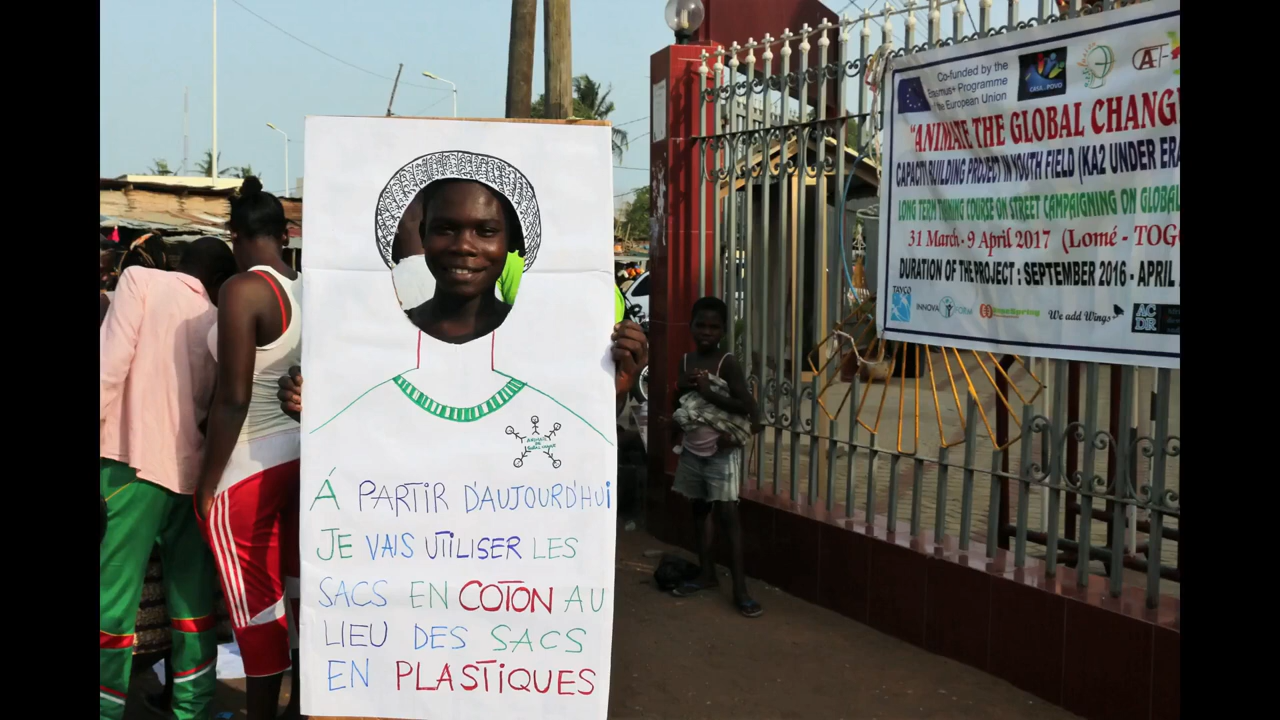 Á PARTIR D'AUJOURD'HUI
JE VAIS UTILISER LES
SACS EN COTON AU
LIEU DES SACS
EN PLASTIQUES
Co-funded by the
Erasmus+ Programme
the European Union
"ANIMATE THE GLOBAL CHANG
CAPACITY BUILDING PROJECT IN YOUTH FIELD (KA2 UNDER ERA
LONG TERM TRAINING COURSE ON STREET CAMPAIGNING ON GLOBAL
31 March - 9 April 2017 (Lomé - TOG
DURATION OF THE PROJECT : SEPTEMBER 2016 - APRIL
INNOVA FORM We add Wings